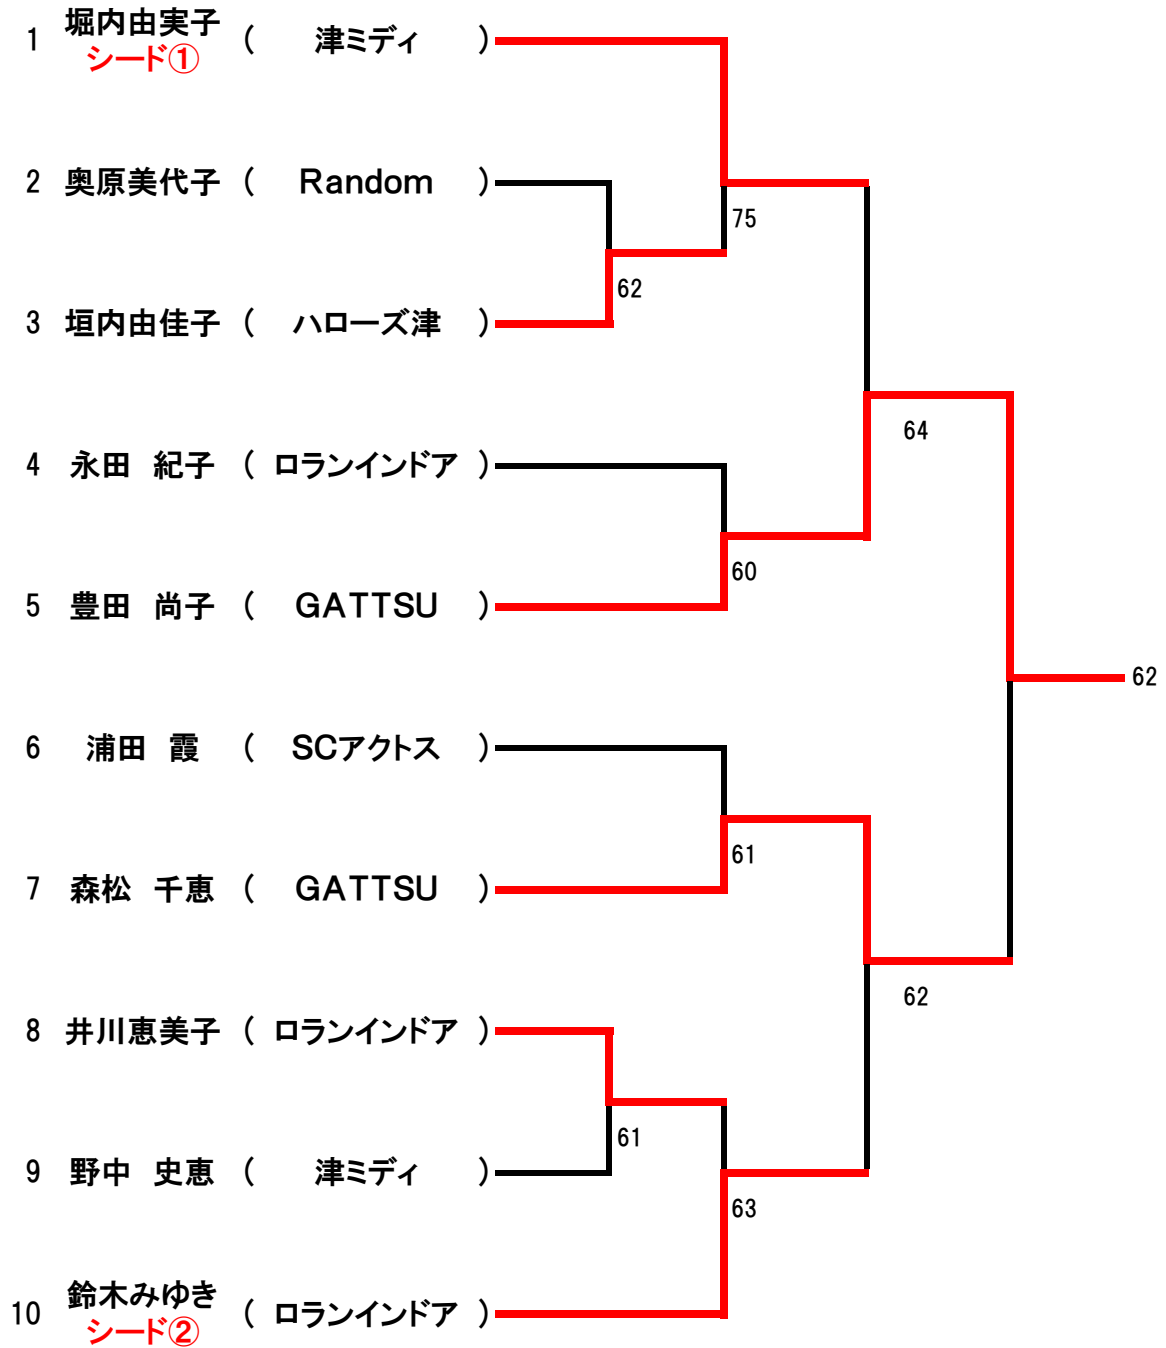 1 堀内由実子 ( 津ミディ )
シード①
2 奥原美代子 ( Random )
75
62
3 垣内由佳子 ( ハローズ津 )
64
4 永田 紀子 ( ロランインドア )
60
5 豊田 尚子 ( GATTSU )
62
6 浦田 霞 ( SCアクトス )
61
7 森松 千恵 ( GATTSU )
62
8 井川恵美子 ( ロランインドア )
61
9 野中 史恵 ( 津ミディ )
63
10 鈴木みゆき ( ロランインドア )
シード②